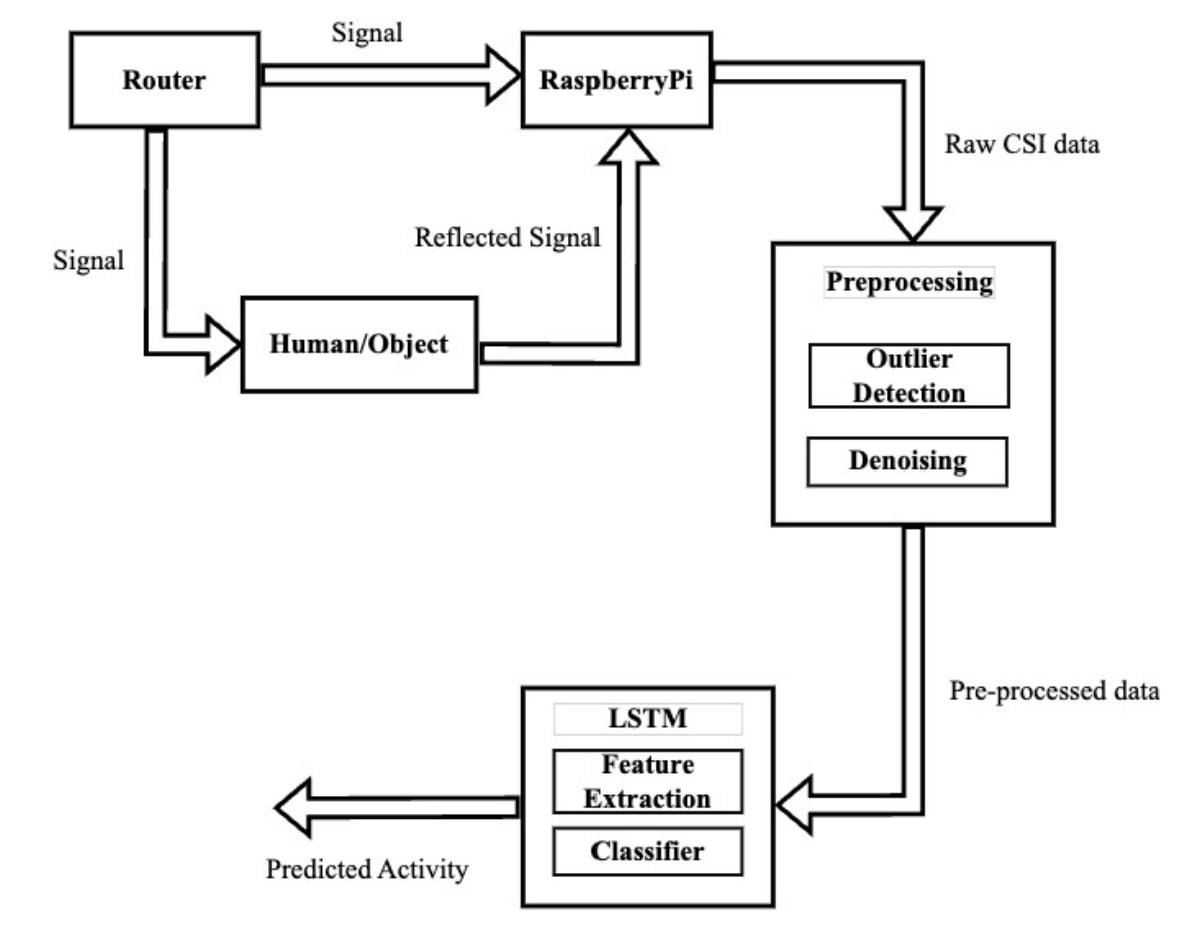 Signal
Router
RaspberryPi
Raw CSI data
Signal
Reflected Signal
Human/Object
Preprocessing
Outlier
Detection
Denoising
Pre-processed data
LSTM
Feature
Extraction
Classifier
Predicted Activity